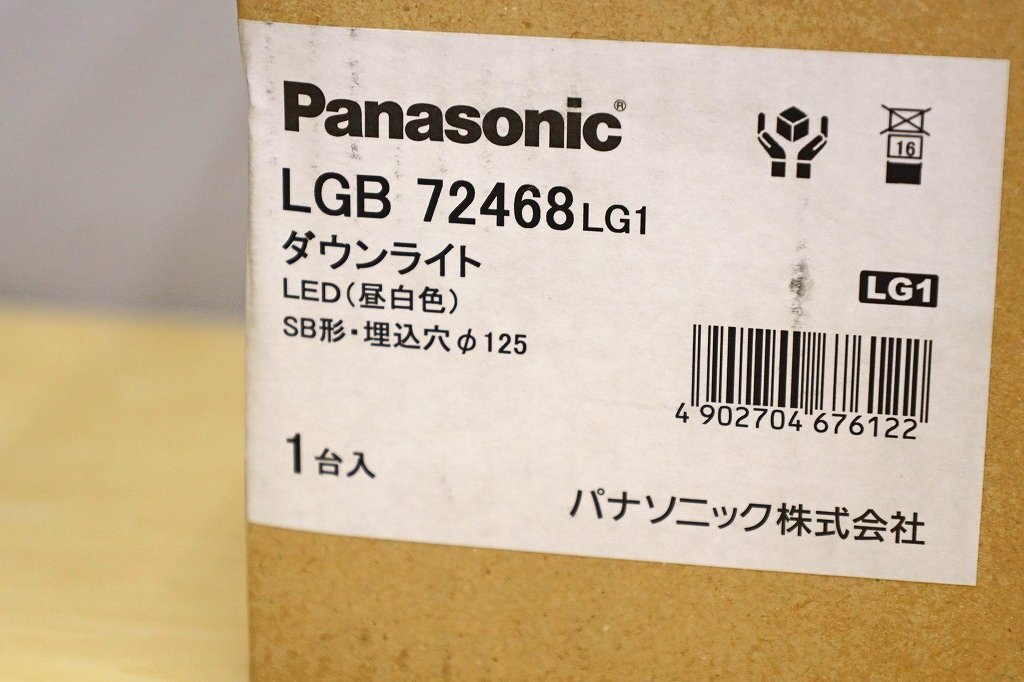 Panasonic®
LGB 72468LG1
ダウンライト
LED(昼白色)
SB形・埋込穴φ125
16
LG1
4 902704 676122
1台入
パナソニック株式会社